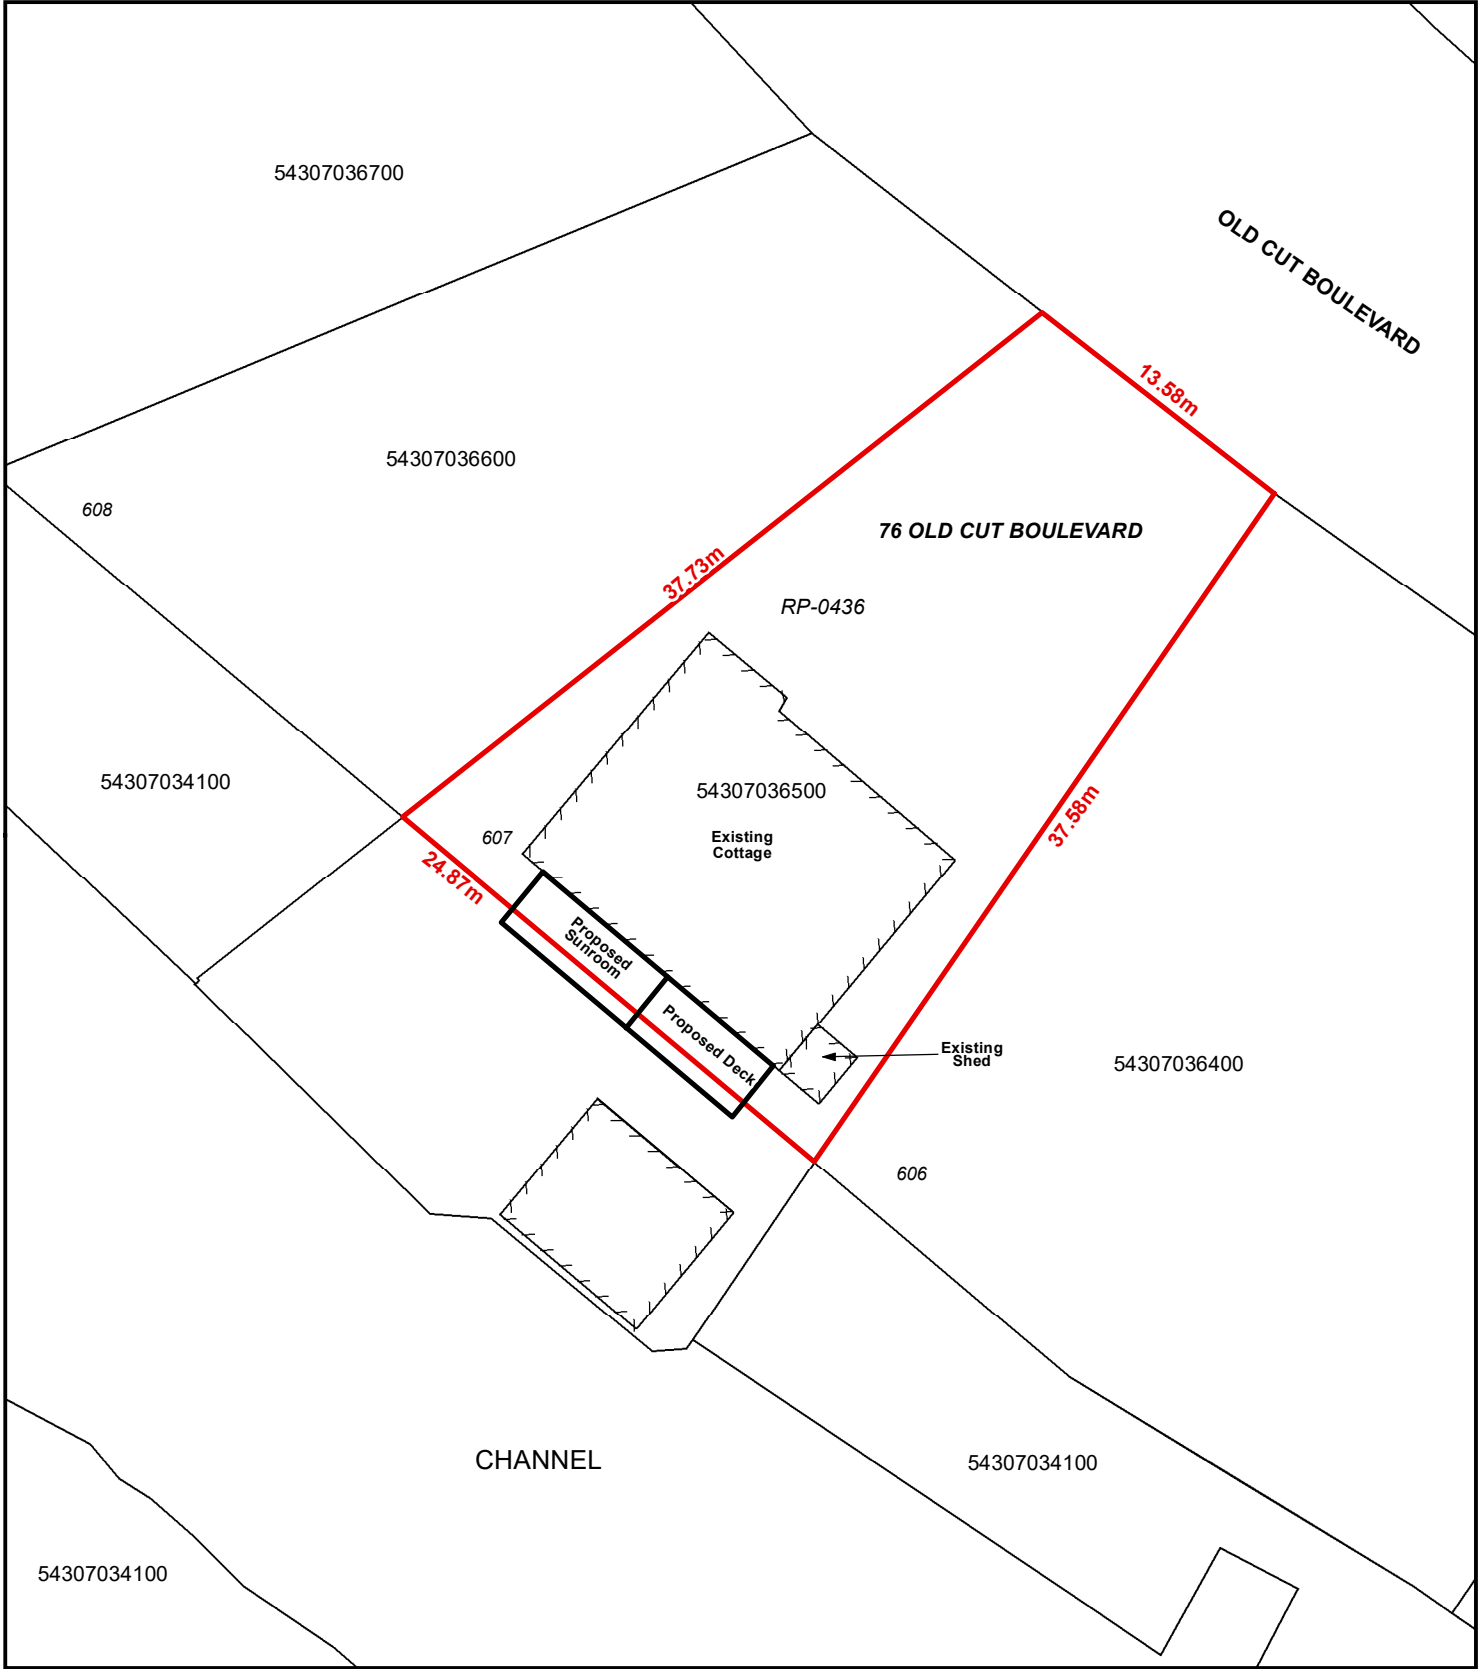 54307036700
OLD CUT BOULEVARD
13.58m
54307036600
608
76 OLD CUT BOULEVARD
37.73m
RP-0436
54307034100
54307036500
37.58m
607
Existing
Cottage
24.87m
Proposed
Sunroom
Proposed Deck
Existing
Shed
54307036400
606
CHANNEL
54307034100
54307034100